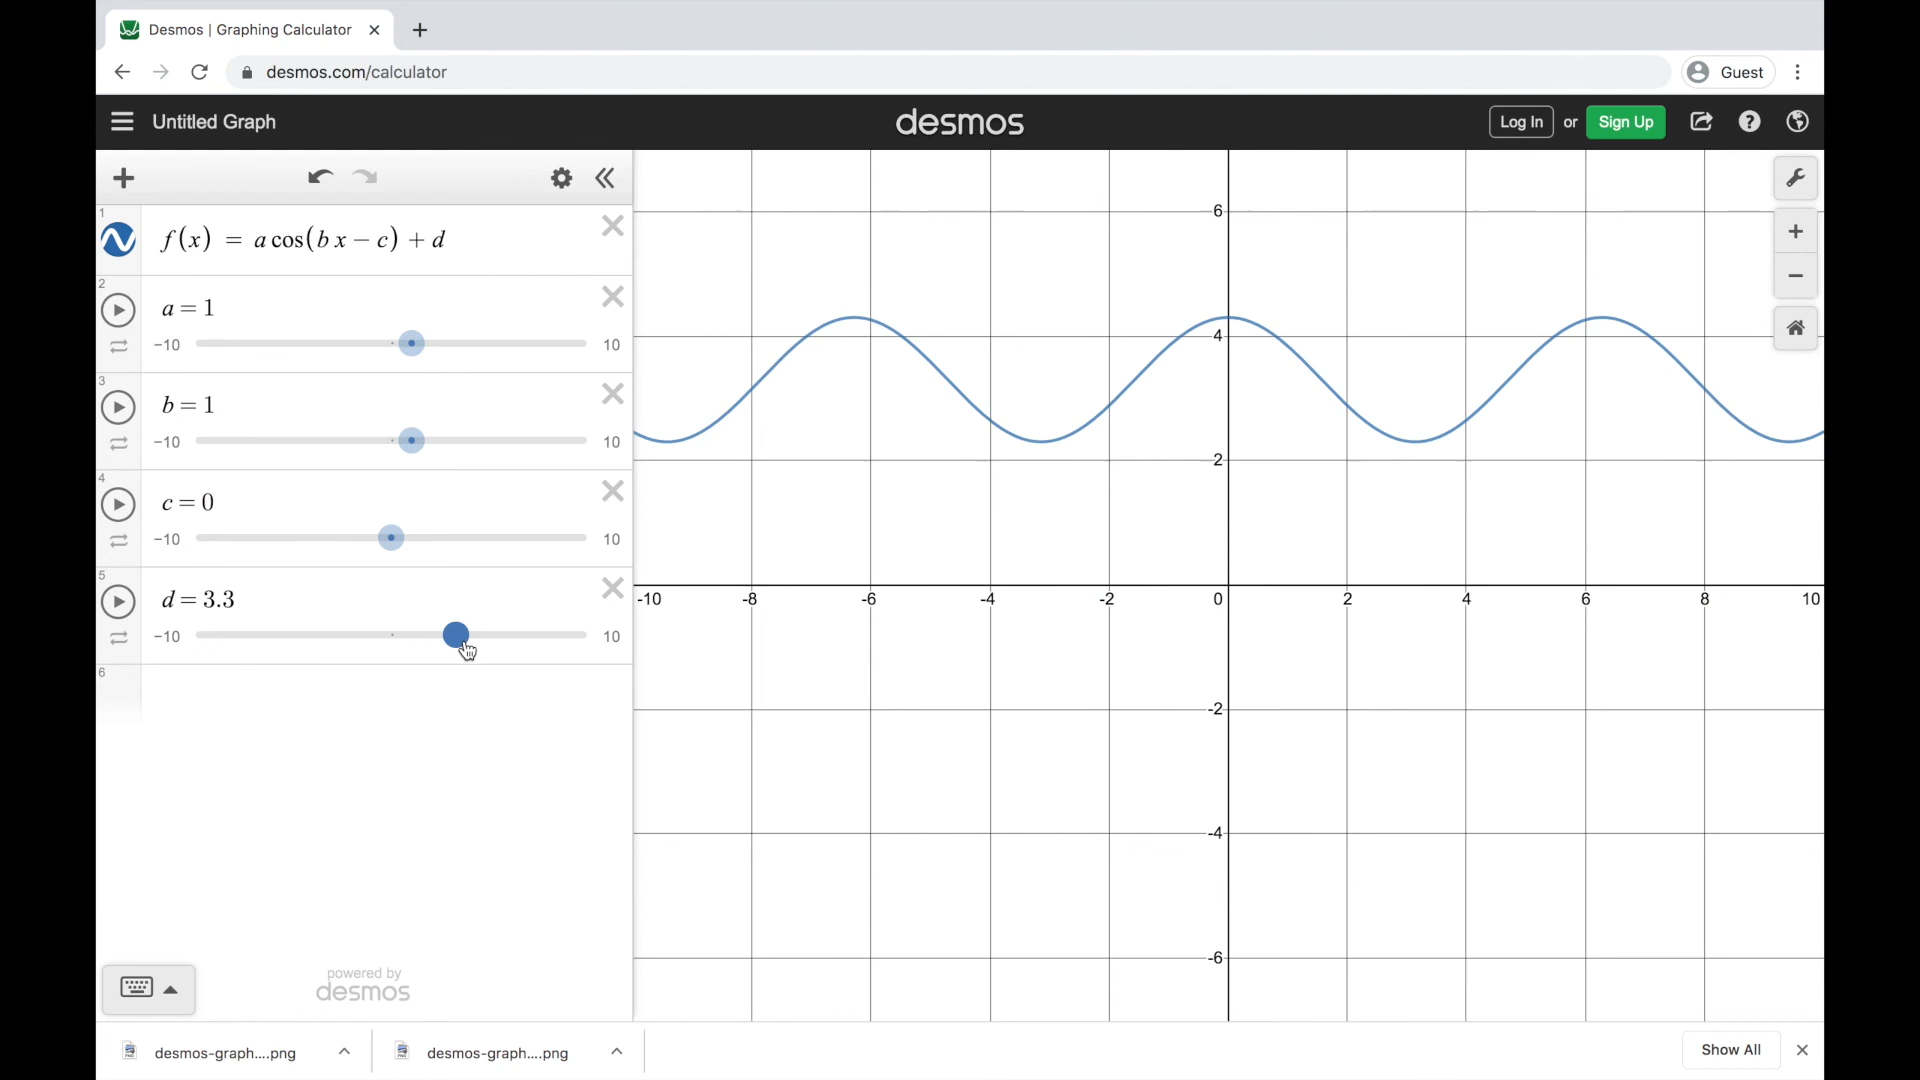 Desmos | Graphing Calculator
desmos.com/calculator
Guest
Untitled Graph
desmos
Log In or Sign Up
1
f(x) = a cos(b x − c) + d
2
a = 1
−10 10
3
b = 1
−10 10
4
c = 0
−10 10
5
d = 3.3
−10 10
6
6
4
2
-10 -8 -6 -4 -2 0 2 4 6 8 10
-2
-4
-6
powered by
desmos
desmos-graph....png
desmos-graph....png
Show All